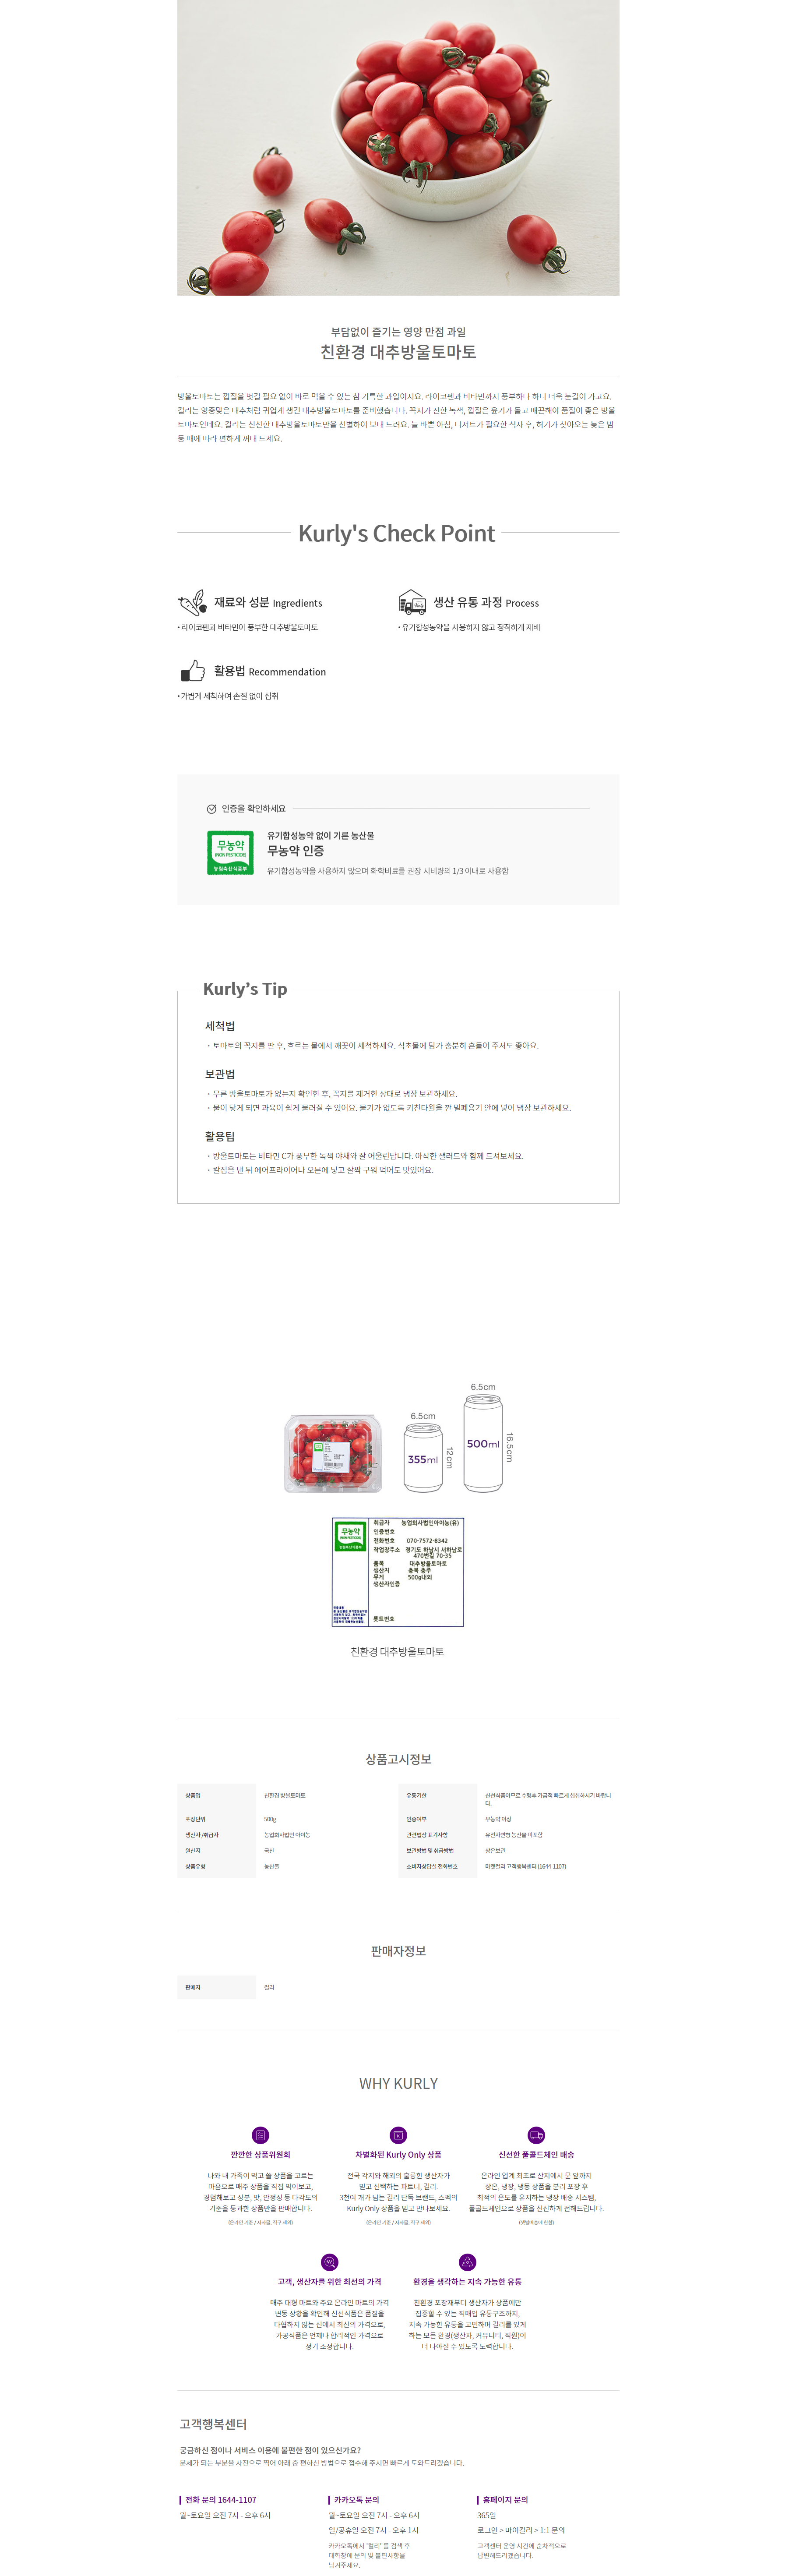 부담없이 즐기는 영양 만점 과일
친환경 대추방울토마토
방울토마토는 껍질을 벗길 필요 없이 바로 먹을 수 있는 참 기특한 과일이지요. 라이코펜과 비타민까지 풍부하다 하니 더욱 눈길이 가고요.
컬리는 앙증맞은 대추처럼 귀엽게 생긴 대추방울토마토를 준비했습니다. 꼭지가 진한 녹색, 껍질은 윤기가 돌고 매끈해야 품질이 좋은 방울
토마토인데요. 컬리는 신선한 대추방울토마토만을 선별하여 보내 드려요. 늘 바쁜 아침, 디저트가 필요한 식사 후, 허기가 찾아오는 늦은 밤
등 때에 따라 편하게 꺼내 드세요.
Kurly's Check Point
재료와 성분 Ingredients
• 라이코펜과 비타민이 풍부한 대추방울토마토
생산 유통 과정 Process
• 유기합성농약을 사용하지 않고 정직하게 재배
활용법 Recommendation
• 가볍게 세척하여 손질 없이 섭취
인증을 확인하세요
무농약
(NON PESTICIDE)
농림축산식품부
유기합성농약 없이 기른 농산물
무농약 인증
유기합성농약을 사용하지 않으며 화학비료를 권장 시비량의 1/3 이내로 사용함
Kurly's Tip
세척법
· 토마토의 꼭지를 딴 후, 흐르는 물에서 깨끗이 세척하세요. 식초물에 담가 충분히 흔들어 주셔도 좋아요.
보관법
· 무른 방울토마토가 없는지 확인한 후, 꼭지를 제거한 상태로 냉장 보관하세요.
· 물이 닿게 되면 과육이 쉽게 물러질 수 있어요. 물기가 없도록 키친타월을 깐 밀폐용기 안에 넣어 냉장 보관하세요.
활용팁
· 방울토마토는 비타민 C가 풍부한 녹색 야채와 잘 어울린답니다. 아삭한 샐러드와 함께 드셔보세요.
· 칼집을 낸 뒤 에어프라이어나 오븐에 넣고 살짝 구워 먹어도 맛있어요.
6.5cm
6.5cm
355ml
12cm
500ml
16.5cm
무농약
(NON PESTICIDE)
농림축산식품부
취급자 농업회사법인아이농(유)
인증번호
전화번호 070-7572-8342
작업장주소 경기도 하남시 서하남로
470번길 70-35
품목 대추방울토마토
생산지 충북 충주
무게 500g내외
생산자인증
롯트번호
친환경 대추방울토마토
상품고시정보
상품명 친환경 방울토마토
유통기한 신선식품이므로 수령후 가급적 빠르게 섭취하시기 바랍니
다.
포장단위 500g
인증여부 무농약 이상
생산자 /취급자 농업회사법인 아이농
관련법상 표기사항 유전자변형 농산물 미포함
원산지 국산
보관방법 및 취급방법 상온보관
상품유형 농산물
소비자상담실 전화번호 마켓컬리 고객행복센터 (1644-1107)
판매자정보
판매자 컬리
WHY KURLY
깐깐한 상품위원회
나와 내 가족이 먹고 쓸 상품을 고르는
마음으로 매주 상품을 직접 먹어보고,
경험해보고 성분, 맛, 안정성 등 다각도의
기준을 통과한 상품만을 판매합니다.
(온라인 기준 / 자사몰, 직구 제외)
차별화된 Kurly Only 상품
전국 각지와 해외의 훌륭한 생산자가
믿고 선택하는 파트너, 컬리.
3천여 개가 넘는 컬리 단독 브랜드, 스펙의
Kurly Only 상품을 믿고 만나보세요.
(온라인 기준 / 자사몰, 직구 제외)
신선한 풀콜드체인 배송
온라인 업계 최초로 산지에서 문 앞까지
상온, 냉장, 냉동 상품을 분리 포장 후
최적의 온도를 유지하는 냉장 배송 시스템,
풀콜드체인으로 상품을 신선하게 전해드립니다.
(샛별배송에 한함)
고객, 생산자를 위한 최선의 가격
매주 대형 마트와 주요 온라인 마트의 가격
변동 상황을 확인해 신선식품은 품질을
타협하지 않는 선에서 최선의 가격으로,
가공식품은 언제나 합리적인 가격으로
정기 조정합니다.
환경을 생각하는 지속 가능한 유통
친환경 포장재부터 생산자가 상품에만
집중할 수 있는 직매입 유통구조까지,
지속 가능한 유통을 고민하며 컬리를 있게
하는 모든 환경(생산자, 커뮤니티, 직원)이
더 나아질 수 있도록 노력합니다.
고객행복센터
궁금하신 점이나 서비스 이용에 불편한 점이 있으신가요?
문제가 되는 부분을 사진으로 찍어 아래 중 편하신 방법으로 접수해 주시면 빠르게 도와드리겠습니다.
전화 문의 1644-1107
월~토요일 오전 7시 - 오후 6시
카카오톡 문의
월~토요일 오전 7시 - 오후 6시
일/공휴일 오전 7시 - 오후 1시
카카오톡에서 '컬리' 를 검색 후
대화창에 문의 및 불편사항을
남겨주세요.
홈페이지 문의
365일
로그인 > 마이컬리 > 1:1 문의
고객센터 운영 시간에 순차적으로
답변해드리겠습니다.